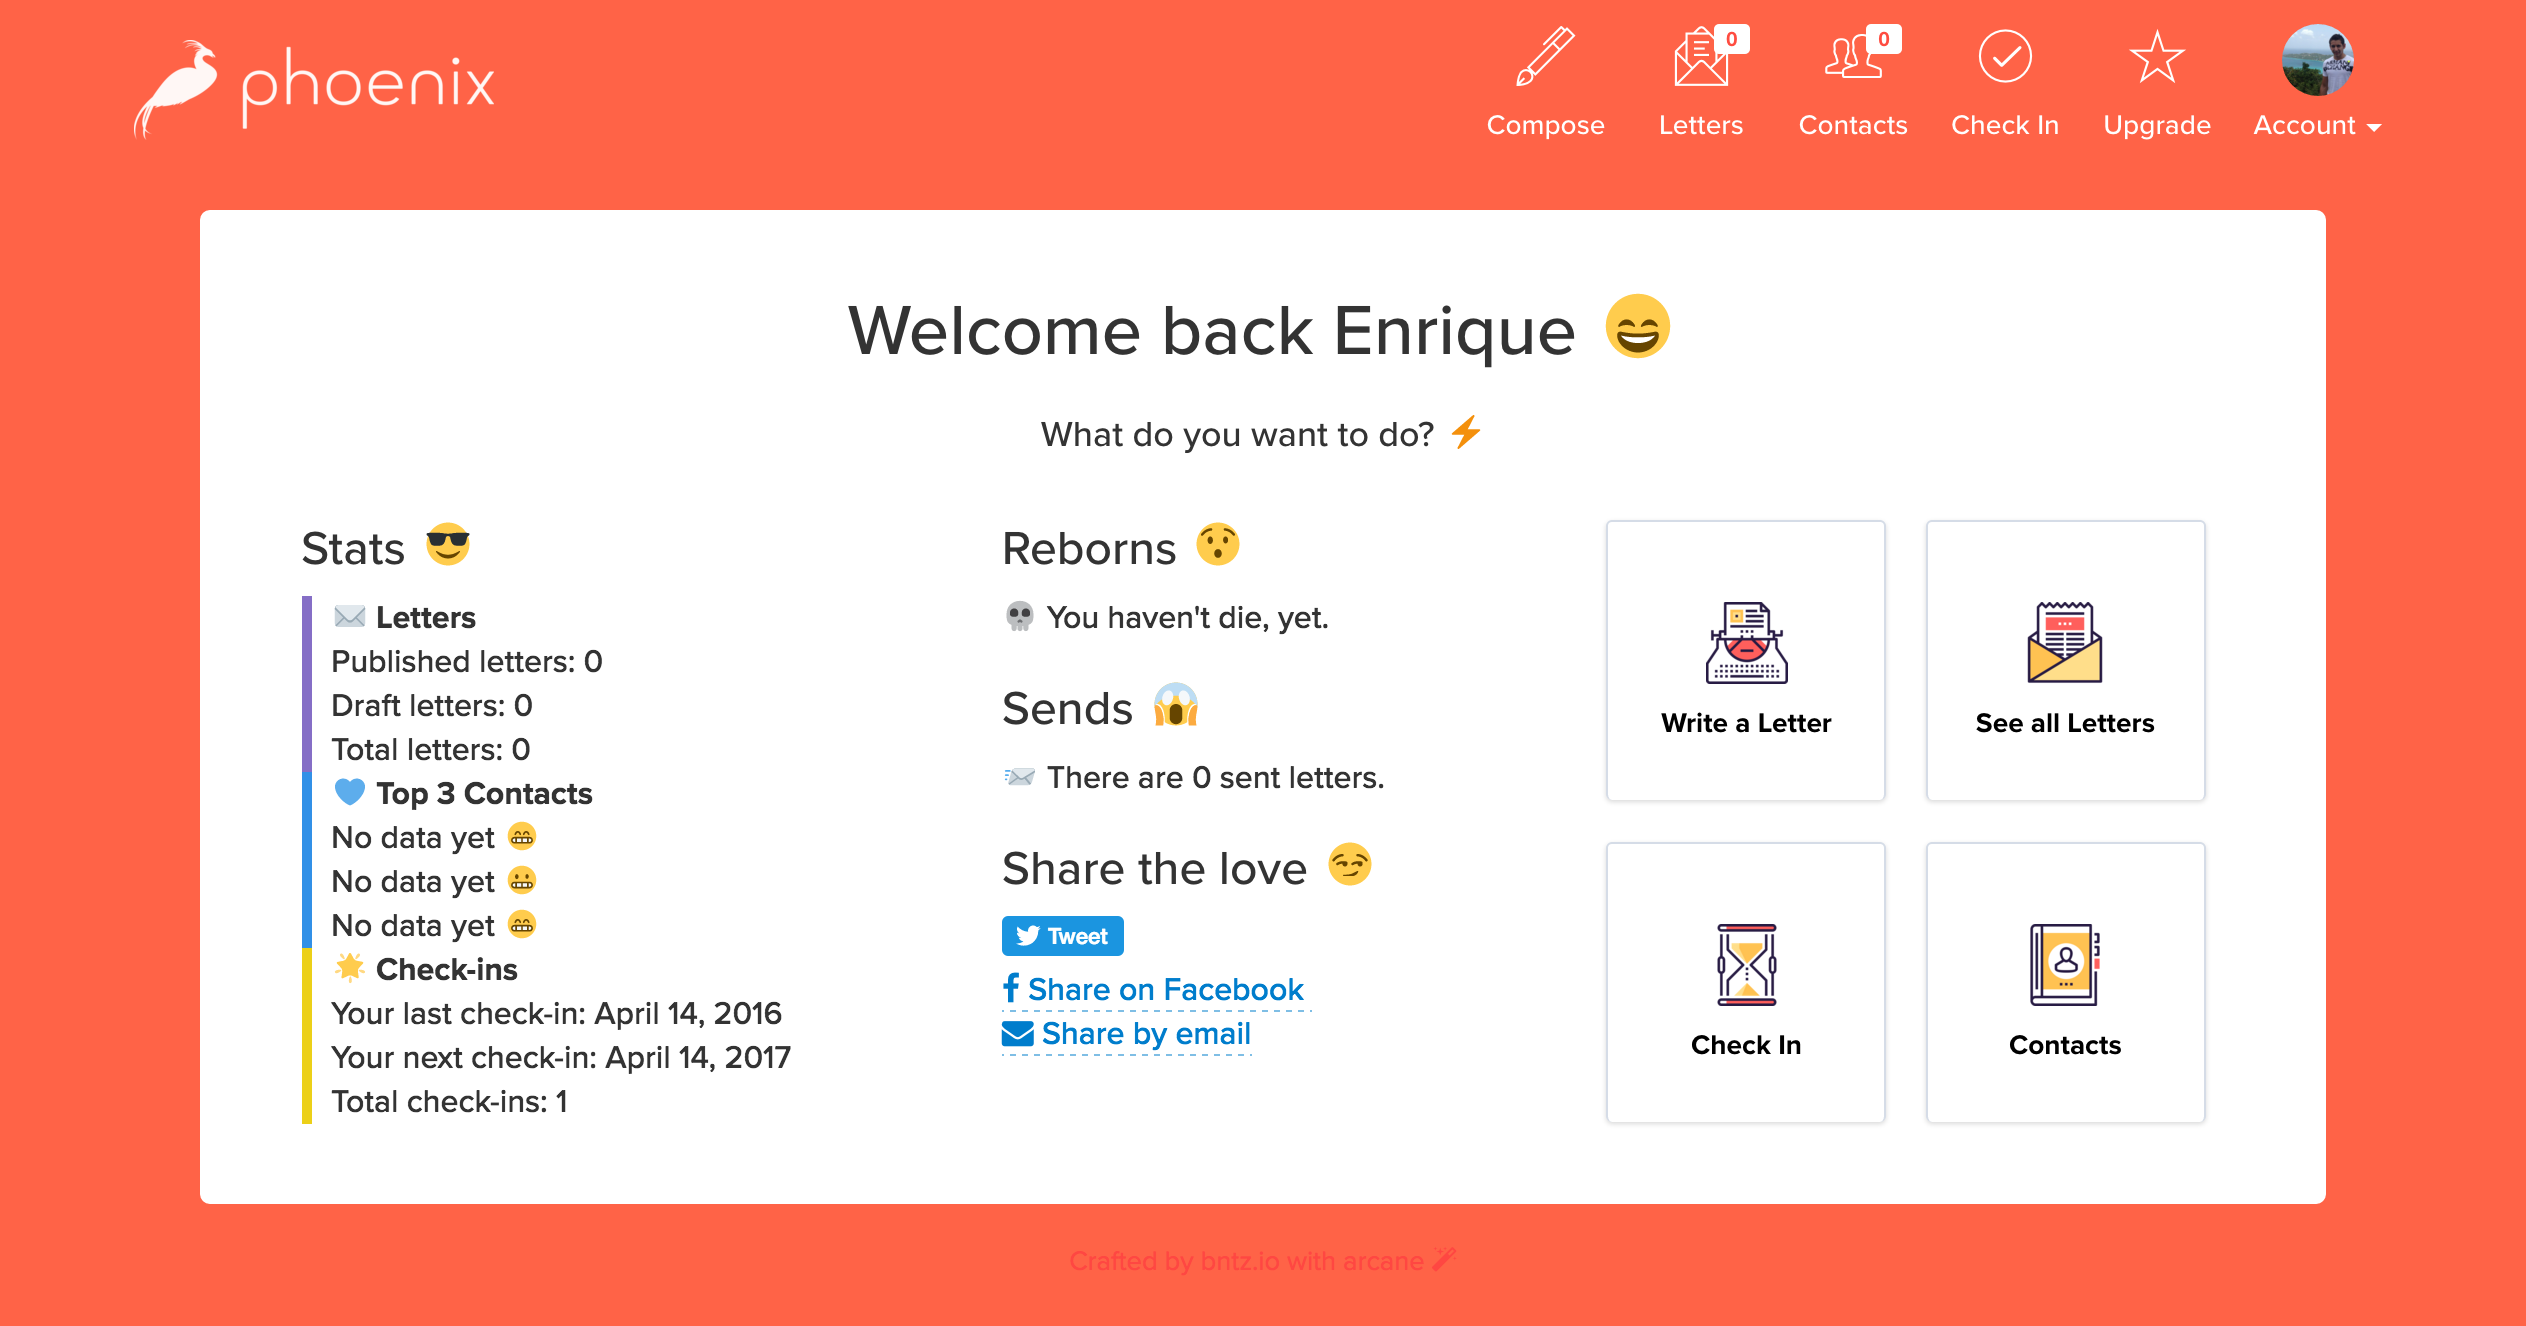 phoenix
Compose
0
Letters
0
Contacts
Check In
Upgrade
Account
Welcome back Enrique 😄
What do you want to do? ⚡
Stats 😎
✉️ Letters
Published letters: 0
Draft letters: 0
Total letters: 0
💙 Top 3 Contacts
No data yet 😁
No data yet 😬
No data yet 😁
🌟 Check-ins
Your last check-in: April 14, 2016
Your next check-in: April 14, 2017
Total check-ins: 1
Reborns 😯
💀 You haven't die, yet.
Sends 😱
📨 There are 0 sent letters.
Share the love 😏
Tweet
Share on Facebook
Share by email
Write a Letter
See all Letters
Check In
Contacts
Crafted by bntz.io with arcane